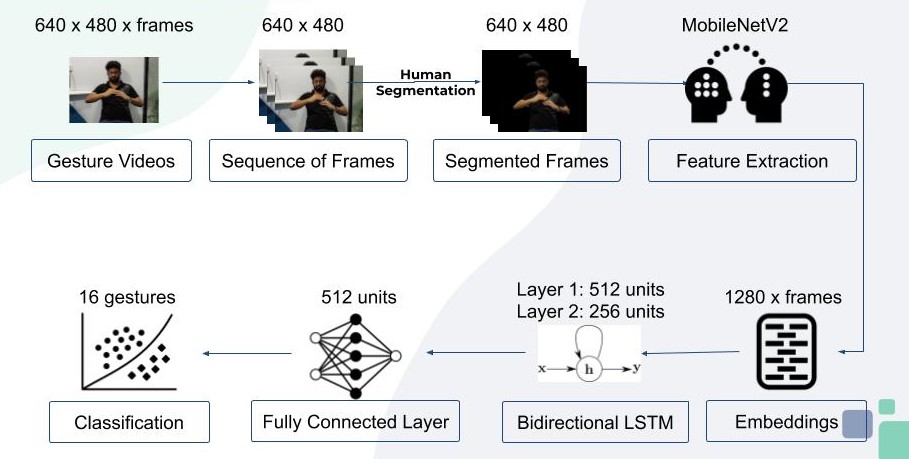 640 x 480 x frames
640 x 480
640 x 480
MobileNetV2
Human
Segmentation
Gesture Videos
Sequence of Frames
Segmented Frames
Feature Extraction
16 gestures
512 units
Layer 1: 512 units
Layer 2: 256 units
1280 x frames
x
h
y
Classification
Fully Connected Layer
Bidirectional LSTM
Embeddings